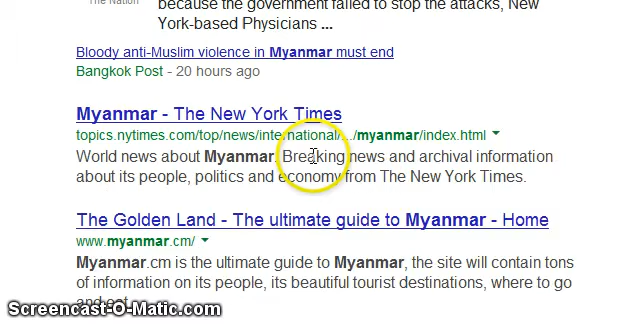 The Nation
because the government failed to stop the attacks, New
York-based Physicians ...
Bloody anti-Muslim violence in Myanmar must end
Bangkok Post - 20 hours ago
Myanmar - The New York Times
topics.nytimes.com/top/news/international/.../myanmar/index.html
World news about Myanmar. Breaking news and archival information
about its people, politics and economy from The New York Times.
The Golden Land - The ultimate guide to Myanmar - Home
www.myanmar.cm/
Myanmar.cm is the ultimate guide to Myanmar, the site will contain tons
of information on its people, its beautiful tourist destinations, where to go
and eat
Screencast-O-Matic.com